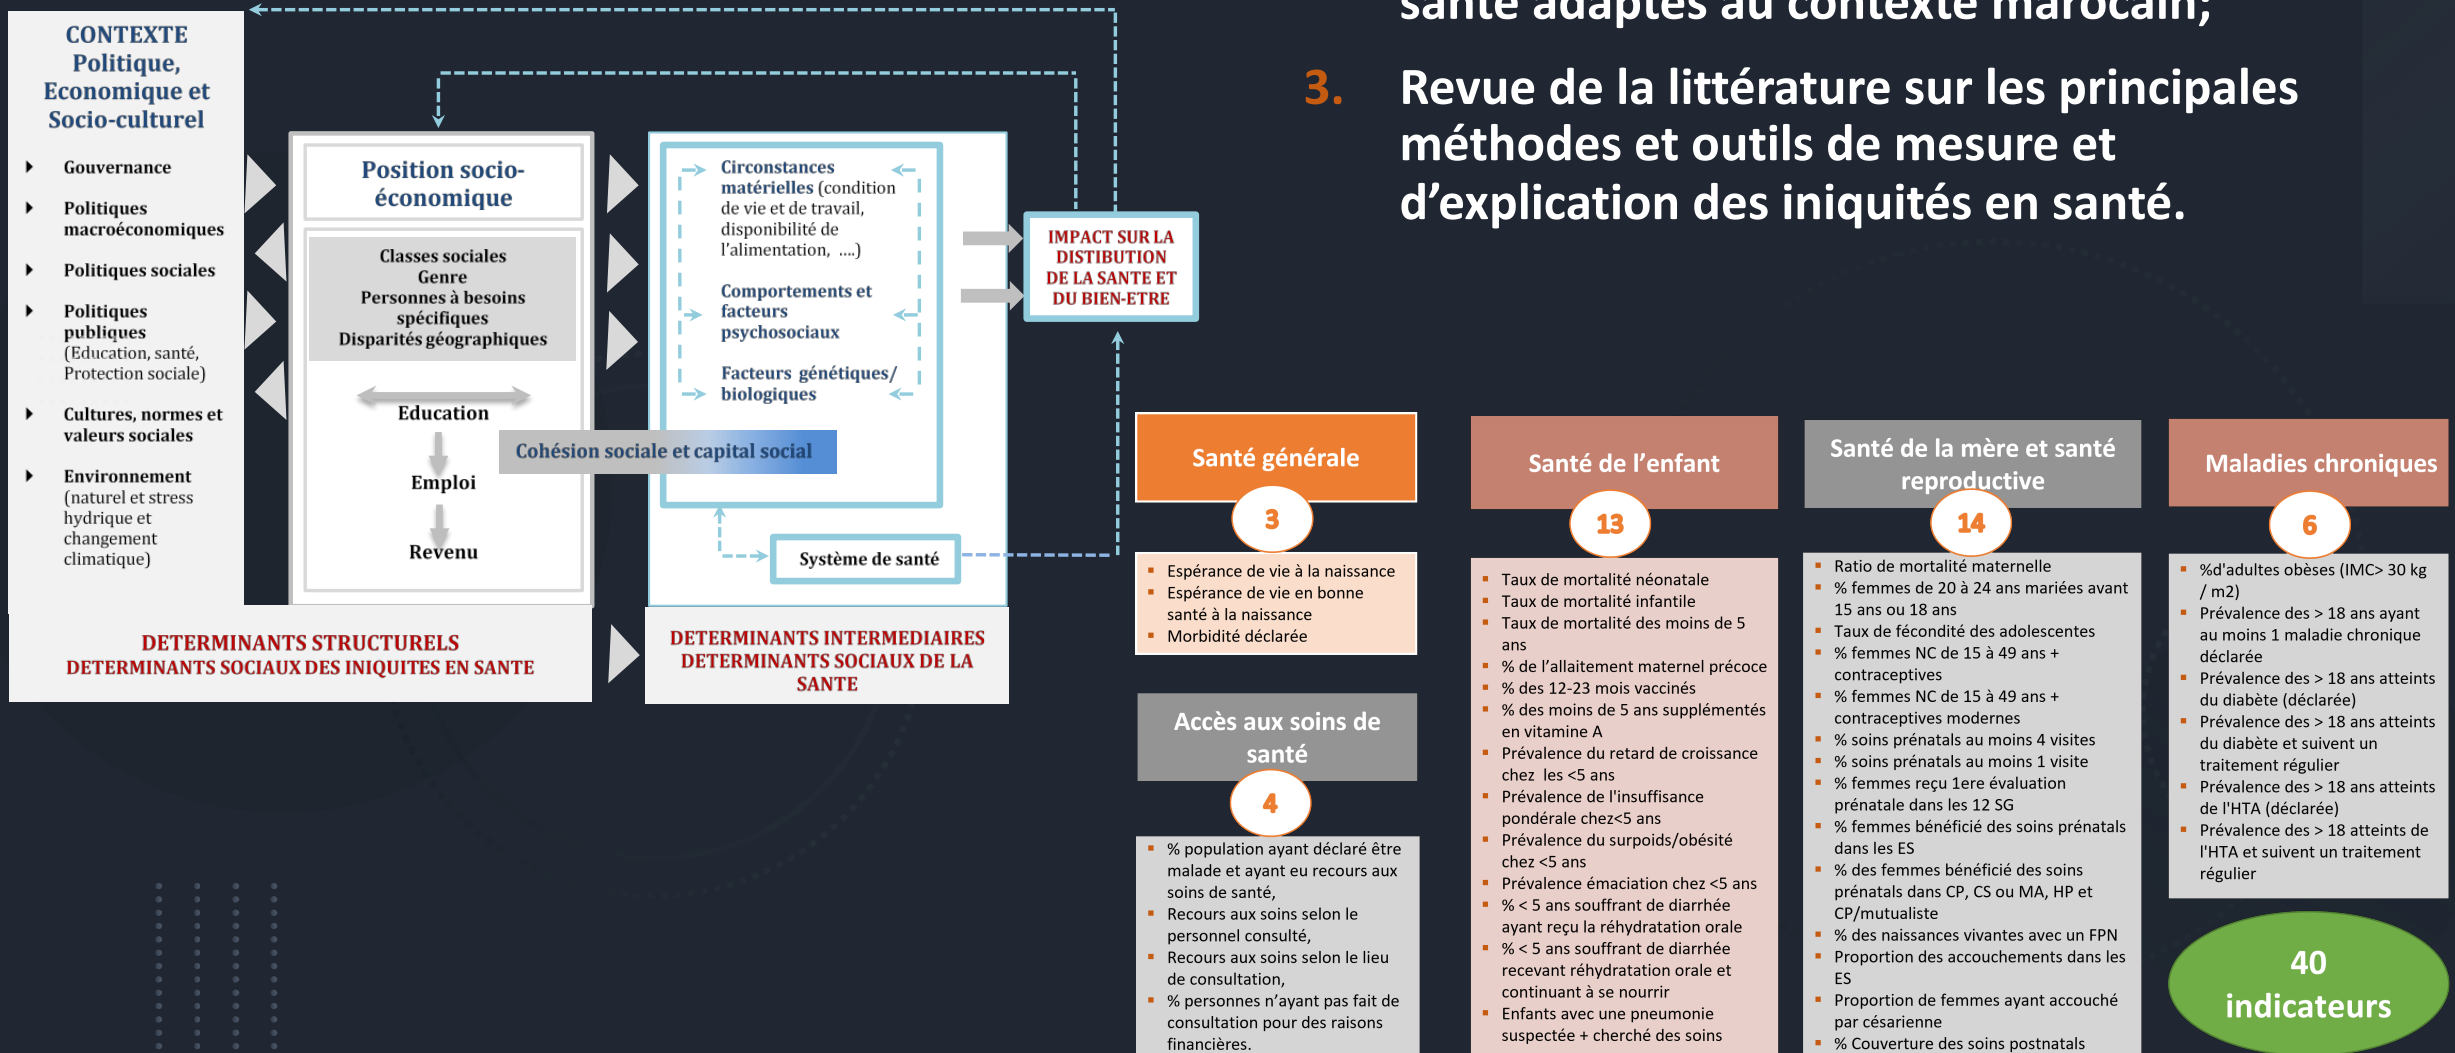 CONTEXTE
Politique,
Economique et
Socio-culturel
Gouvernance
Politiques
macroéconomiques
Politiques sociales
Politiques
publiques
(Education, santé,
Protection sociale)
Cultures, normes et
valeurs sociales
Environnement
(naturel et stress
hydrique et
changement
climatique)
Position socio-
économique
Classes sociales
Genre
Personnes à besoins
spécifiques
Disparités géographiques
Education
Emploi
Revenu
Cohésion sociale et capital social
Circonstances
matérielles (condition
de vie et de travail,
disponibilité de
l'alimentation, ....)
Comportements et
facteurs
psychosociaux
Facteurs génétiques/
biologiques
Système de santé
IMPACT SUR LA
DISTIBUTION
DE LA SANTE ET
DU BIEN-ETRE
DETERMINANTS STRUCTURELS
DETERMINANTS SOCIAUX DES INIQUITES EN SANTE
DETERMINANTS INTERMEDIAIRES
DETERMINANTS SOCIAUX DE LA
SANTE
santé adaptés au contexte marocain;
3. Revue de la littérature sur les principales
méthodes et outils de mesure et
d’explication des iniquités en santé.
Santé générale
3
Espérance de vie à la naissance
Espérance de vie en bonne
santé à la naissance
Morbidité déclarée
Accès aux soins de
santé
4
% population ayant déclaré être
malade et ayant eu recours aux
soins de santé,
Recours aux soins selon le
personnel consulté,
Recours aux soins selon le lieu
de consultation,
% personnes n’ayant pas fait de
consultation pour des raisons
financières.
Santé de l’enfant
13
Taux de mortalité néonatale
Taux de mortalité infantile
Taux de mortalité des moins de 5
ans
% de l’allaitement maternel précoce
% des 12-23 mois vaccinés
% des moins de 5 ans supplémentés
en vitamine A
Prévalence du retard de croissance
chez les <5 ans
Prévalence de l'insuffisance
pondérale chez<5 ans
Prévalence du surpoids/obésité
chez <5 ans
Prévalence émaciation chez <5 ans
% < 5 ans souffrant de diarrhée
ayant reçu la réhydratation orale
% < 5 ans souffrant de diarrhée
recevant réhydratation orale et
continuant à se nourrir
Enfants avec une pneumonie
suspectée + cherché des soins
Santé de la mère et santé
reproductive
14
Ratio de mortalité maternelle
% femmes de 20 à 24 ans mariées avant
15 ans ou 18 ans
Taux de fécondité des adolescentes
% femmes NC de 15 à 49 ans +
contraceptives
% femmes NC de 15 à 49 ans +
contraceptives modernes
% soins prénatals au moins 4 visites
% soins prénatals au moins 1 visite
% femmes reçu 1ere évaluation
prénatale dans les 12 SG
% femmes bénéficié des soins prénatals
dans les ES
% des femmes bénéficié des soins
prénatals dans CP, CS ou MA, HP et
CP/mutualiste
% des naissances vivantes avec un FPN
Proportion des accouchements dans les
ES
Proportion de femmes ayant accouché
par césarienne
% Couverture des soins postnatals
Maladies chroniques
6
%d'adultes obèses (IMC> 30 kg
/ m2)
Prévalence des > 18 ans ayant
au moins 1 maladie chronique
déclarée
Prévalence des > 18 ans atteints
du diabète (déclarée)
Prévalence des > 18 ans atteints
du diabète et suivent un
traitement régulier
Prévalence des > 18 ans atteints
de l'HTA (déclarée)
Prévalence des > 18 atteints de
l'HTA et suivent un traitement
régulier
40
indicateurs